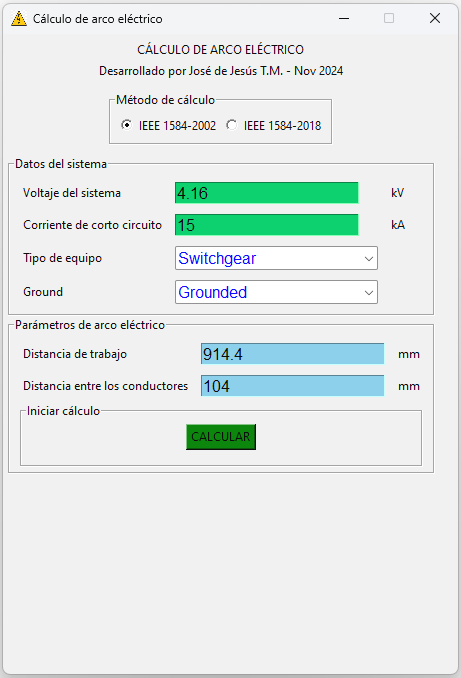 Cálculo de arco eléctrico
CÁLCULO DE ARCO ELÉCTRICO
Desarrollado por José de Jesús T.M. - Nov 2024
Método de cálculo
IEEE 1584-2002 IEEE 1584-2018
Datos del sistema
Voltaje del sistema 4.16 kV
Corriente de corto circuito 15 kA
Tipo de equipo Switchgear
Ground Grounded
Parámetros de arco eléctrico
Distancia de trabajo 914.4 mm
Distancia entre los conductores 104 mm
Iniciar cálculo
CALCULAR